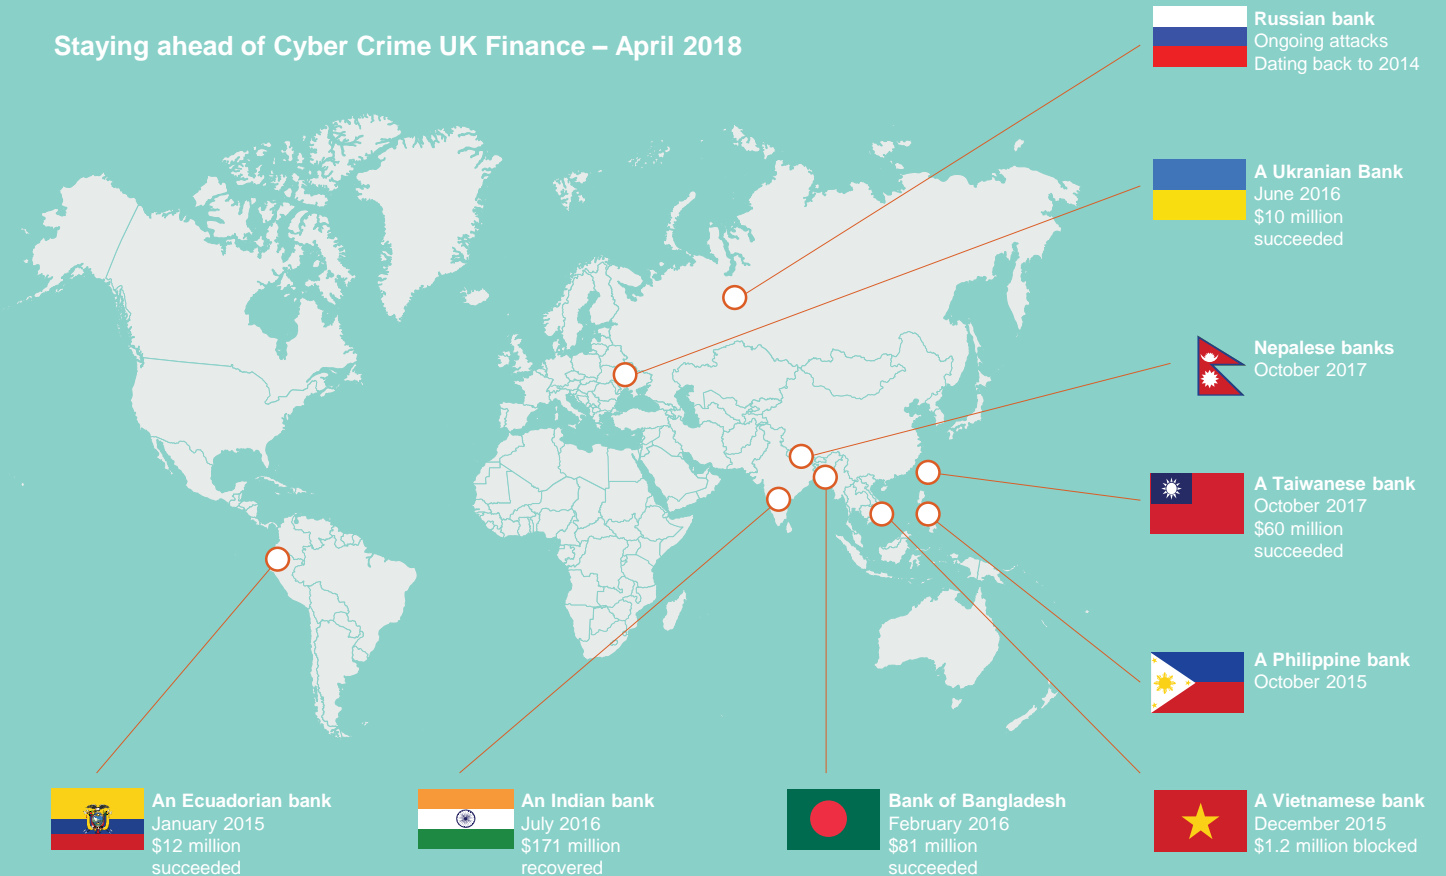 Staying ahead of Cyber Crime UK Finance – April 2018
Russian bank
Ongoing attacks
Dating back to 2014
A Ukranian Bank
June 2016
$10 million
succeeded
Nepalese banks
October 2017
A Taiwanese bank
October 2017
$60 million
succeeded
A Philippine bank
October 2015
An Ecuadorian bank
January 2015
$12 million
succeeded
An Indian bank
July 2016
$171 million
recovered
Bank of Bangladesh
February 2016
$81 million
succeeded
A Vietnamese bank
December 2015
$1.2 million blocked